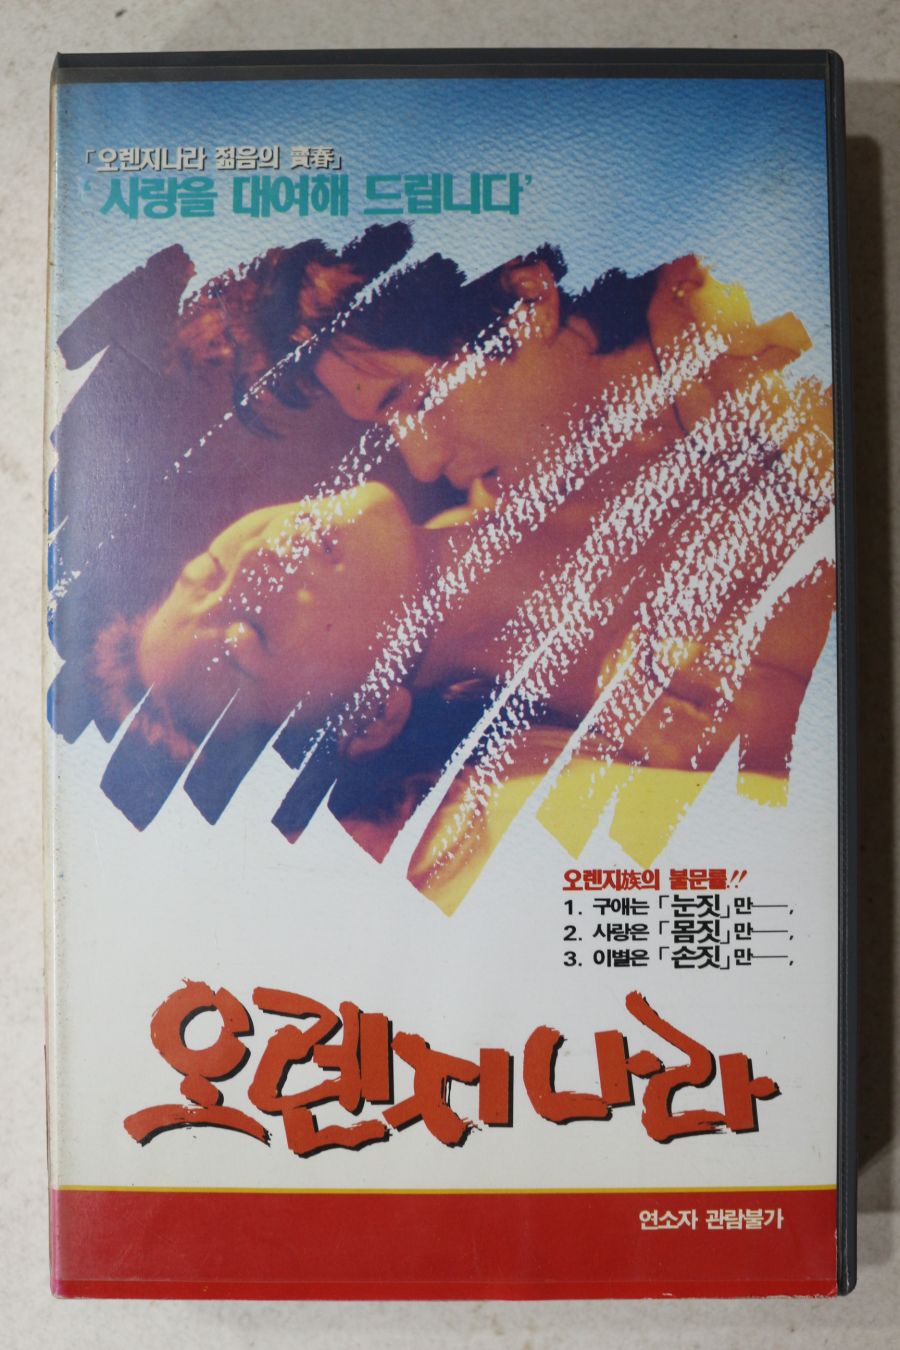 「오렌지나라 젊음의 賣春」
'사랑을 대여해 드립니다'
오렌지族의 불문률!!
1. 구애는 「눈짓」만──,
2. 사랑은 「몸짓」만──,
3. 이별은 「손짓」만──,
오렌지나라
연소자 관람불가